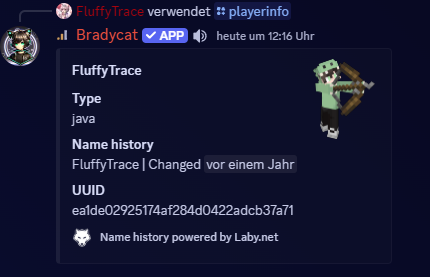 FluffyTrace verwendet playerinfo
Bradycat APP heute um 12:16 Uhr
FluffyTrace
Type
java
Name history
FluffyTrace | Changed vor einem Jahr
UUID
ea1de02925174af284d0422adcb37a71
Name history powered by Laby.net